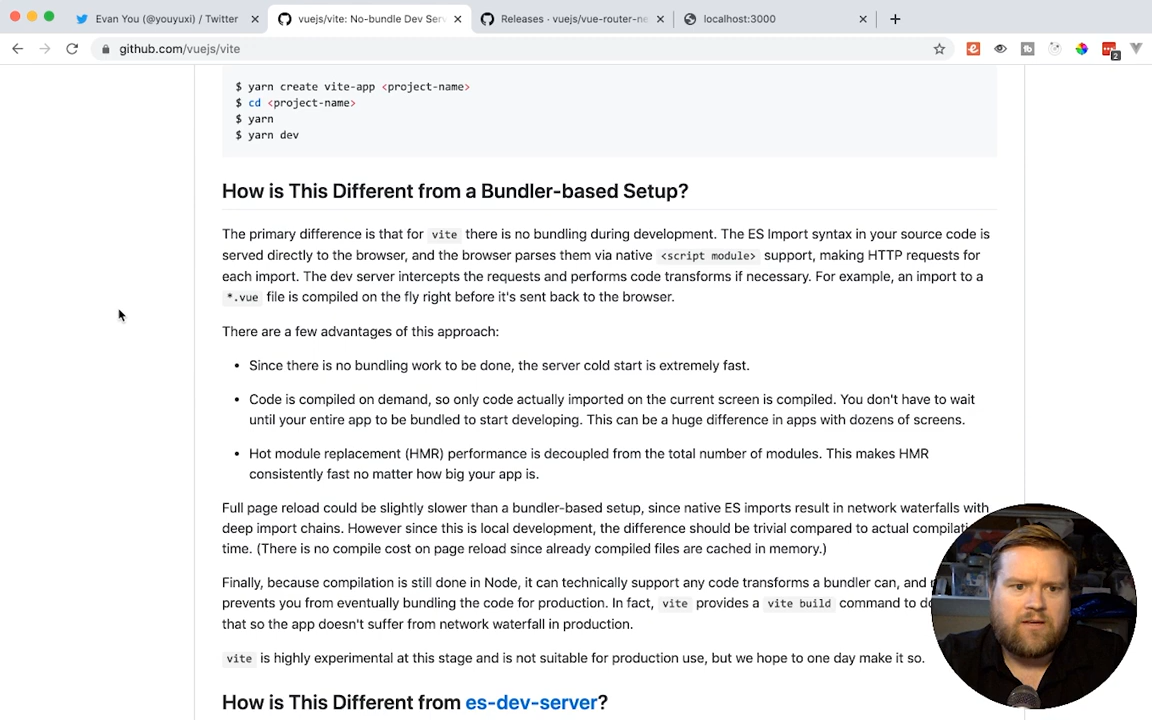 Evan You (@youyuxi) / Twitter
vuejs/vite: No-bundle Dev Ser
Releases · vuejs/vue-router-ne
localhost:3000
github.com/vuejs/vite
2
$ yarn create vite-app <project-name>
$ cd <project-name>
$ yarn
$ yarn dev
How is This Different from a Bundler-based Setup?
The primary difference is that for vite there is no bundling during development. The ES Import syntax in your source code is
served directly to the browser, and the browser parses them via native <script module> support, making HTTP requests for
each import. The dev server intercepts the requests and performs code transforms if necessary. For example, an import to a
*.vue file is compiled on the fly right before it's sent back to the browser.
There are a few advantages of this approach:
• Since there is no bundling work to be done, the server cold start is extremely fast.
• Code is compiled on demand, so only code actually imported on the current screen is compiled. You don't have to wait
until your entire app to be bundled to start developing. This can be a huge difference in apps with dozens of screens.
• Hot module replacement (HMR) performance is decoupled from the total number of modules. This makes HMR
consistently fast no matter how big your app is.
Full page reload could be slightly slower than a bundler-based setup, since native ES imports result in network waterfalls with
deep import chains. However since this is local development, the difference should be trivial compared to actual compilati
time. (There is no compile cost on page reload since already compiled files are cached in memory.)
Finally, because compilation is still done in Node, it can technically support any code transforms a bundler can, and
prevents you from eventually bundling the code for production. In fact, vite provides a vite build command to
that so the app doesn't suffer from network waterfall in production.
vite is highly experimental at this stage and is not suitable for production use, but we hope to one day make it so.
How is This Different from es-dev-server?